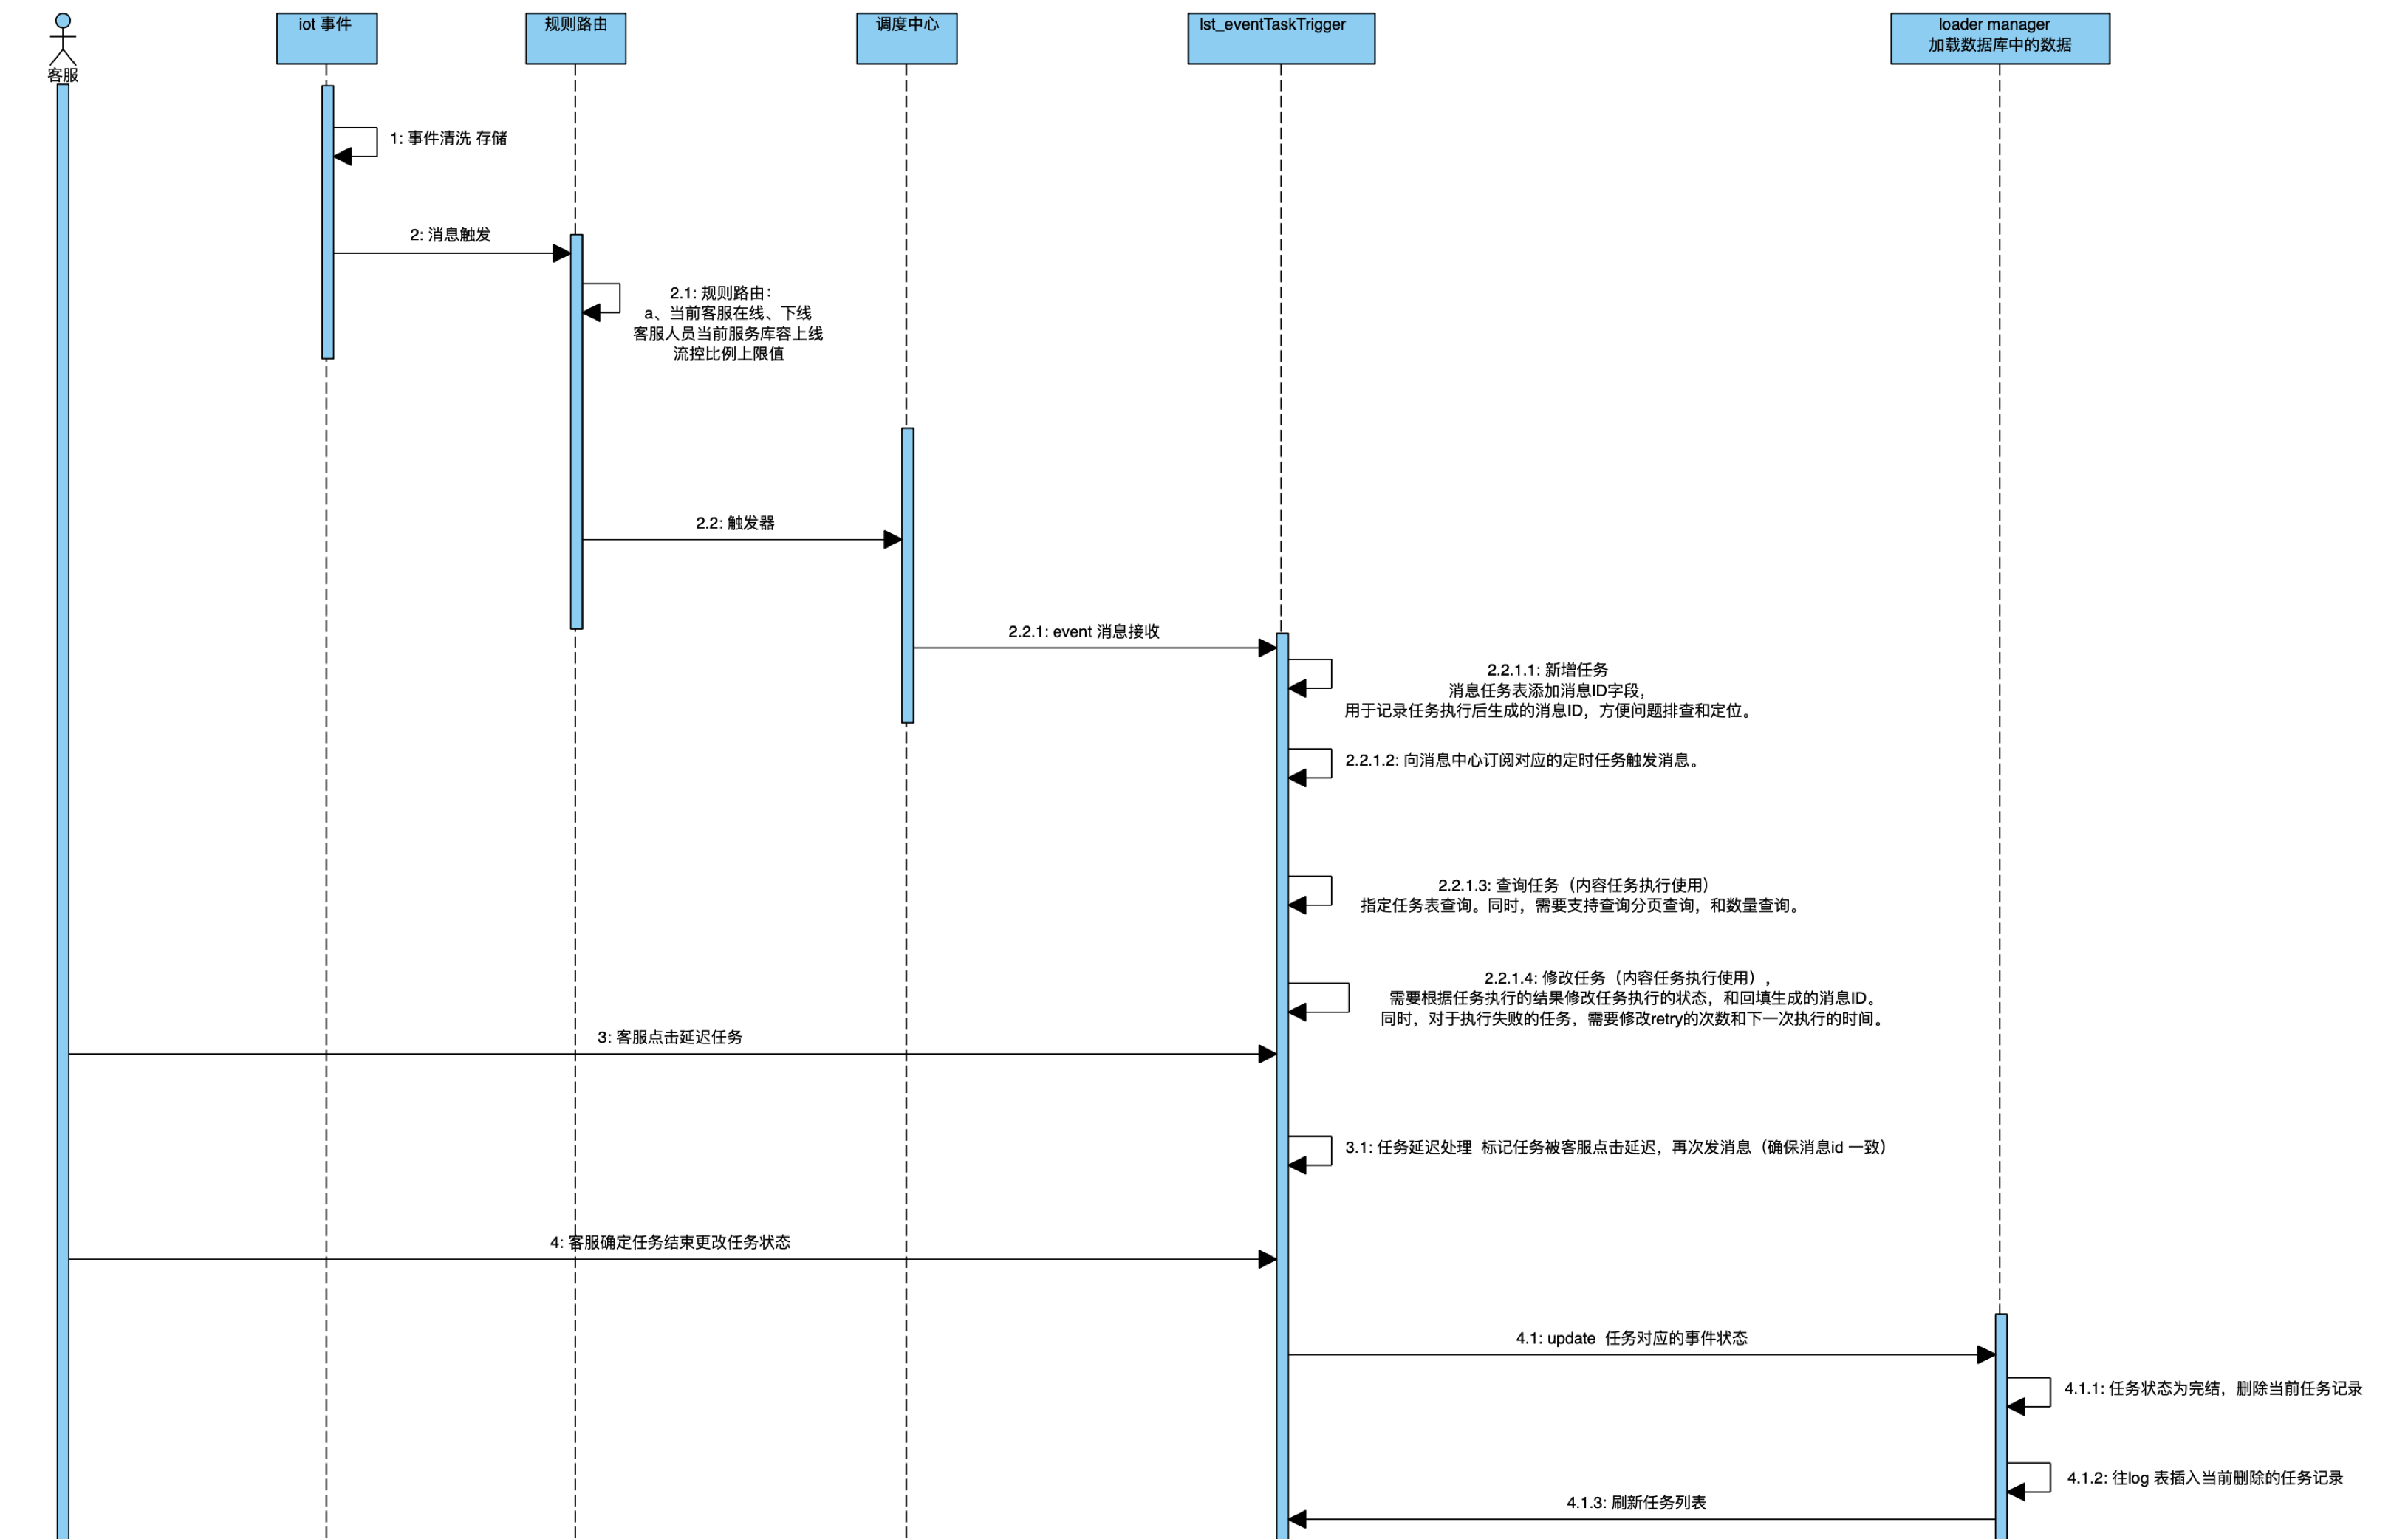 客服
iot 事件
规则路由
调度中心
lst_eventTaskTrigger
loader manager
加载数据库中的数据
1: 事件清洗 存储
2: 消息触发
2.1: 规则路由：
a、当前客服在线、下线
客服人员当前服务库容上线
流控比例上限值
2.2: 触发器
2.2.1: event 消息接收
2.2.1.1: 新增任务
消息任务表添加消息ID字段，
用于记录任务执行后生成的消息ID，方便问题排查和定位。
2.2.1.2: 向消息中心订阅对应的定时任务触发消息。
2.2.1.3: 查询任务（内容任务执行使用）
指定任务表查询。同时，需要支持查询分页查询，和数量查询。
2.2.1.4: 修改任务（内容任务执行使用），
需要根据任务执行的结果修改任务执行的状态，和回填生成的消息ID。
同时，对于执行失败的任务，需要修改retry的次数和下一次执行的时间。
3: 客服点击延迟任务
3.1: 任务延迟处理  标记任务被客服点击延迟，再次发消息（确保消息id 一致）
4: 客服确定任务结束更改任务状态
4.1: update  任务对应的事件状态
4.1.1: 任务状态为完结，删除当前任务记录
4.1.2: 往log 表插入当前删除的任务记录
4.1.3: 刷新任务列表